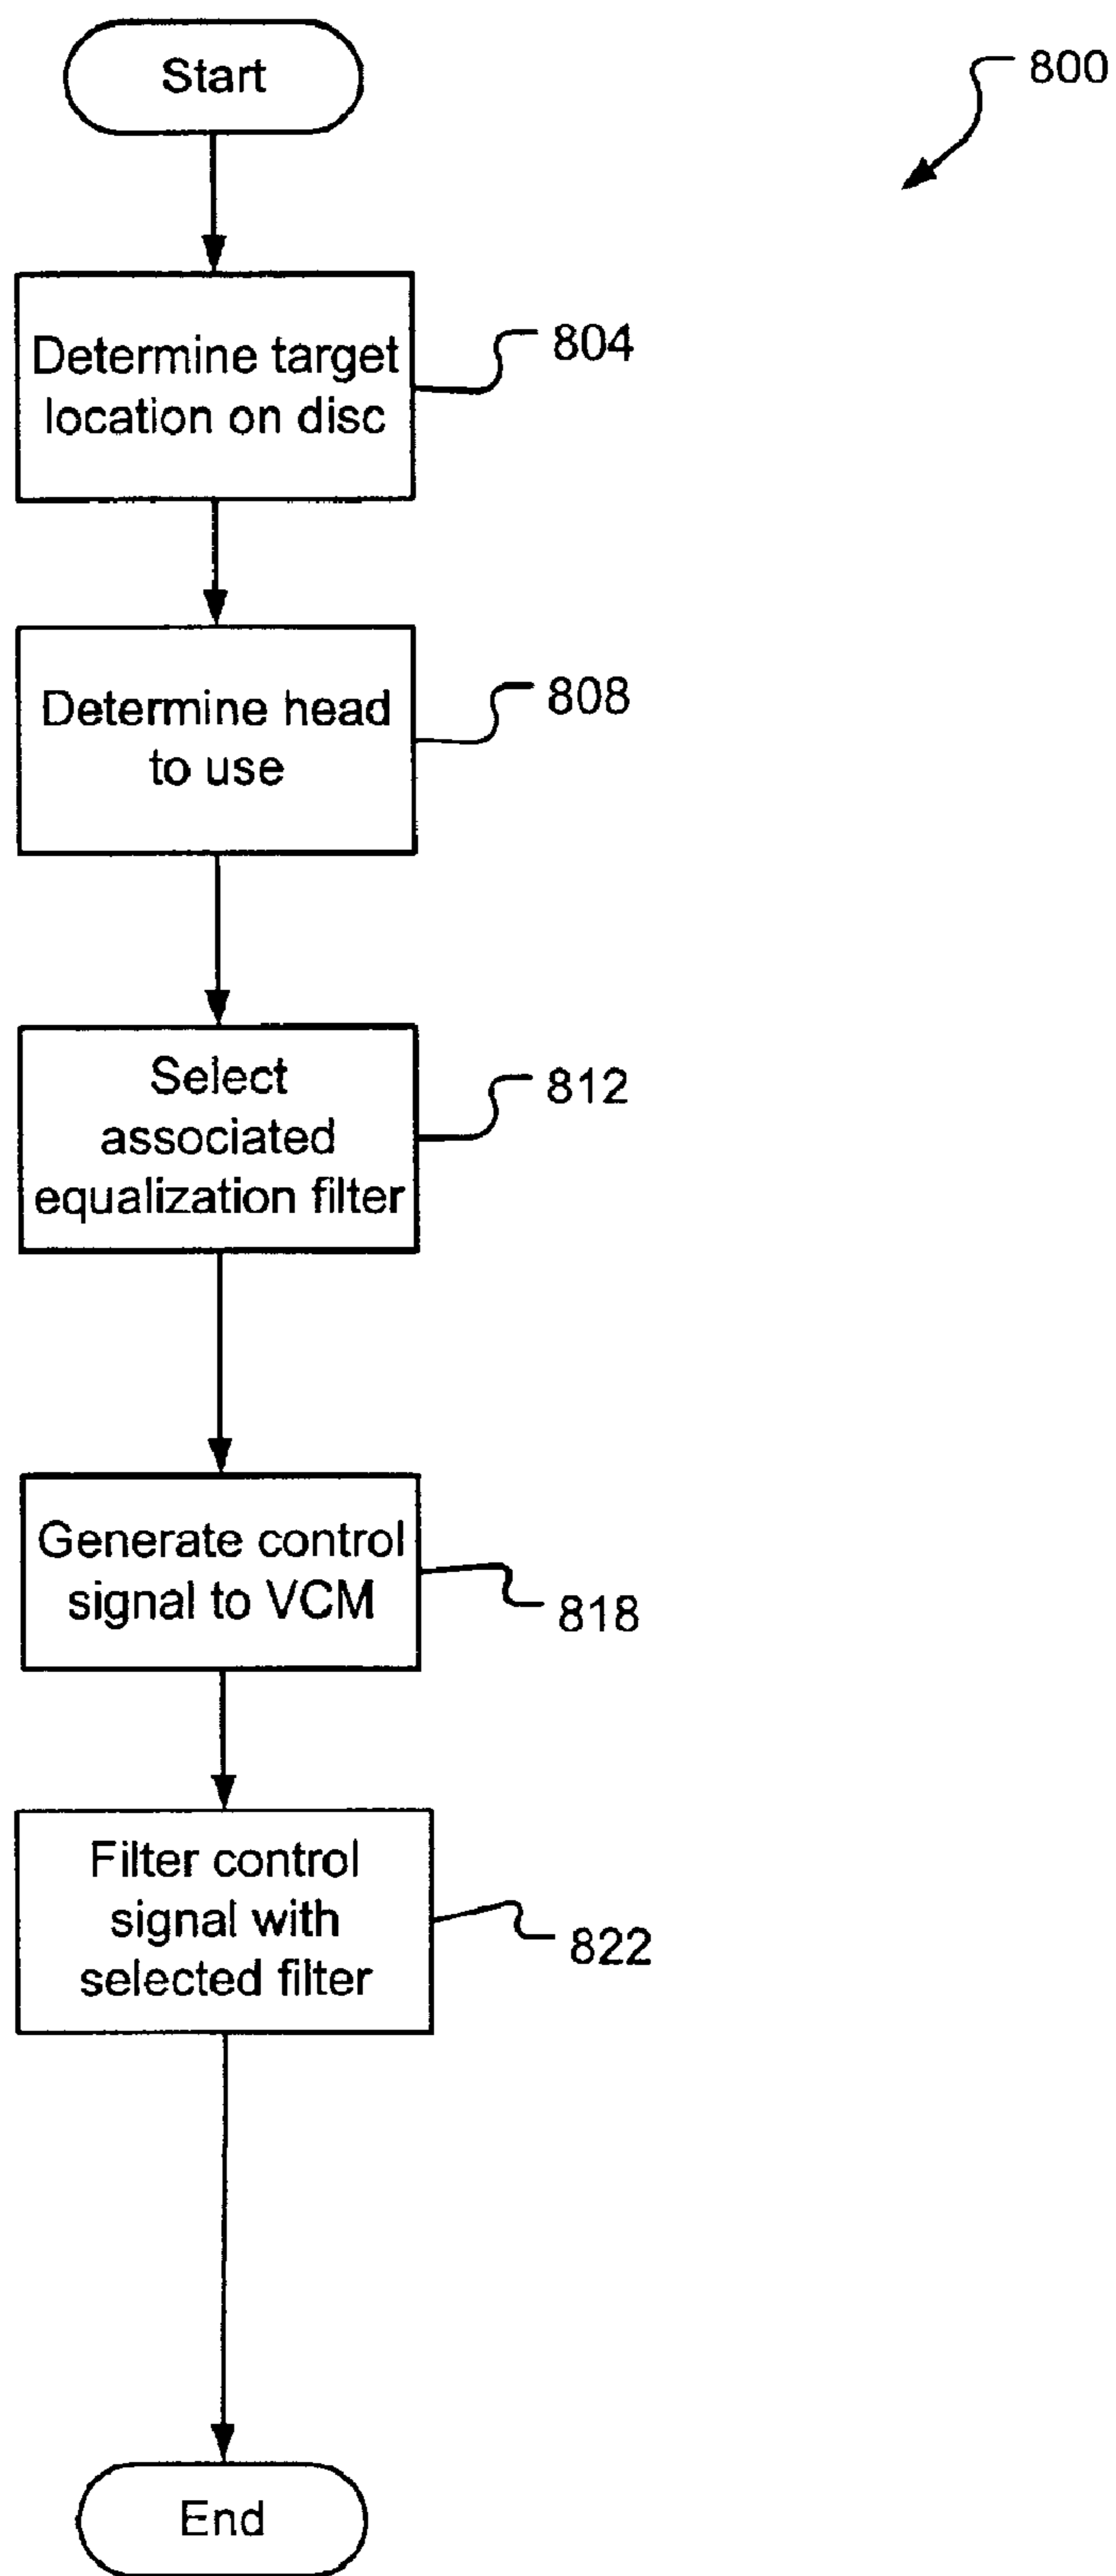 Start
800
Determine target
location on disc
804
Determine head
to use
808
Select
associated
equalization filter
812
Generate control
signal to VCM
818
Filter control
signal with
selected filter
822
End